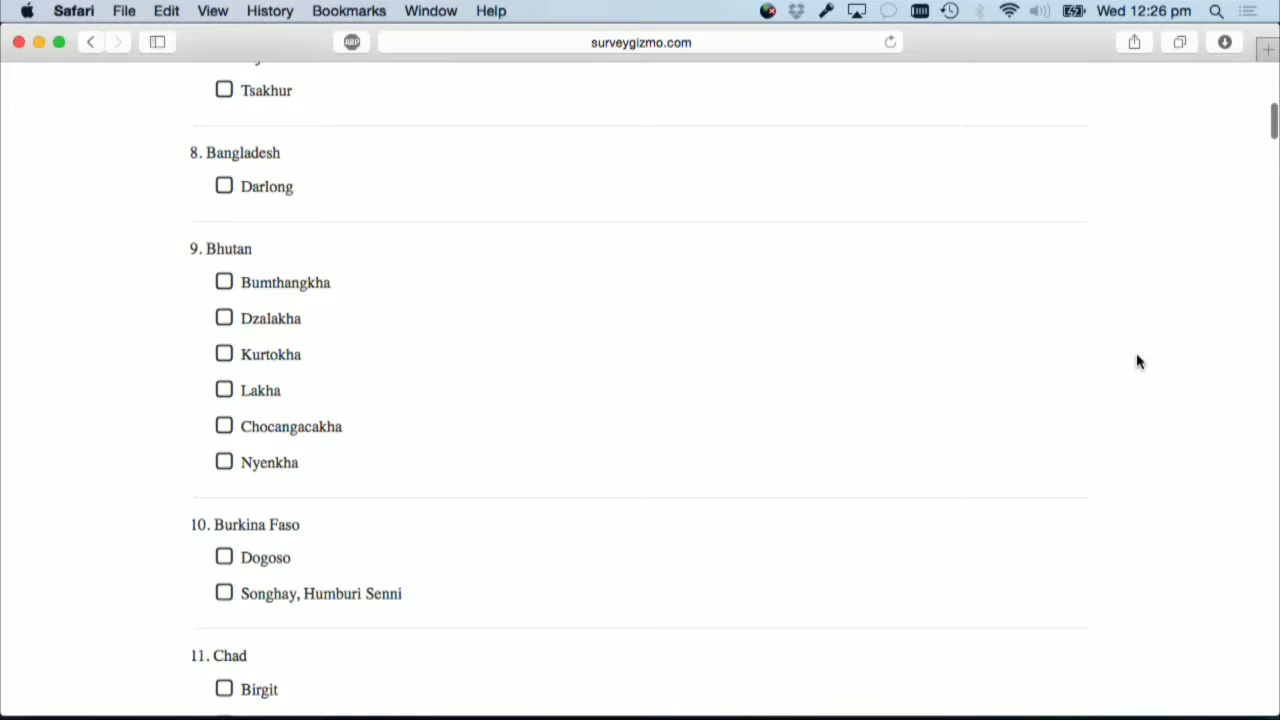 Safari File Edit View History Bookmarks Window Help Wed 12:26 pm
ABP surveygizmo.com
Tsakhur
8. Bangladesh
Darlong
9. Bhutan
Bumthangkha
Dzalakha
Kurtokha
Lakha
Chocangacakha
Nyenkha
10. Burkina Faso
Dogoso
Songhay, Humburi Senni
11. Chad
Birgit